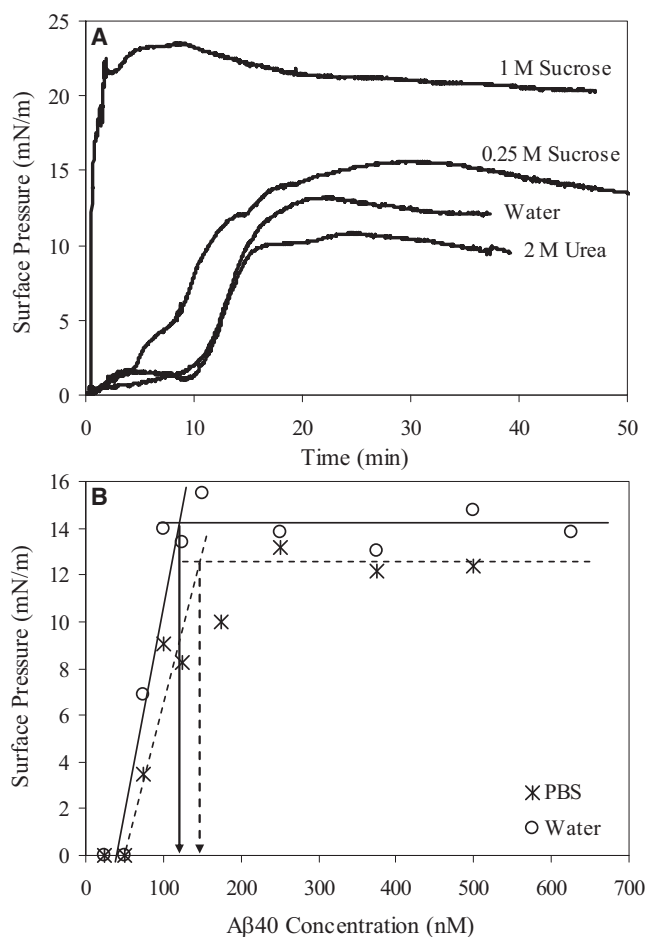 A
25
20
15
10
5
0
Surface Pressure (mN/m)
1 M Sucrose
0.25 M Sucrose
Water
2 M Urea
0 10 20 30 40 50
Time (min)
B
16
14
12
10
8
6
4
2
0
Surface Pressure (mN/m)
PBS
Water
0 100 200 300 400 500 600 700
Aβ40 Concentration (nM)